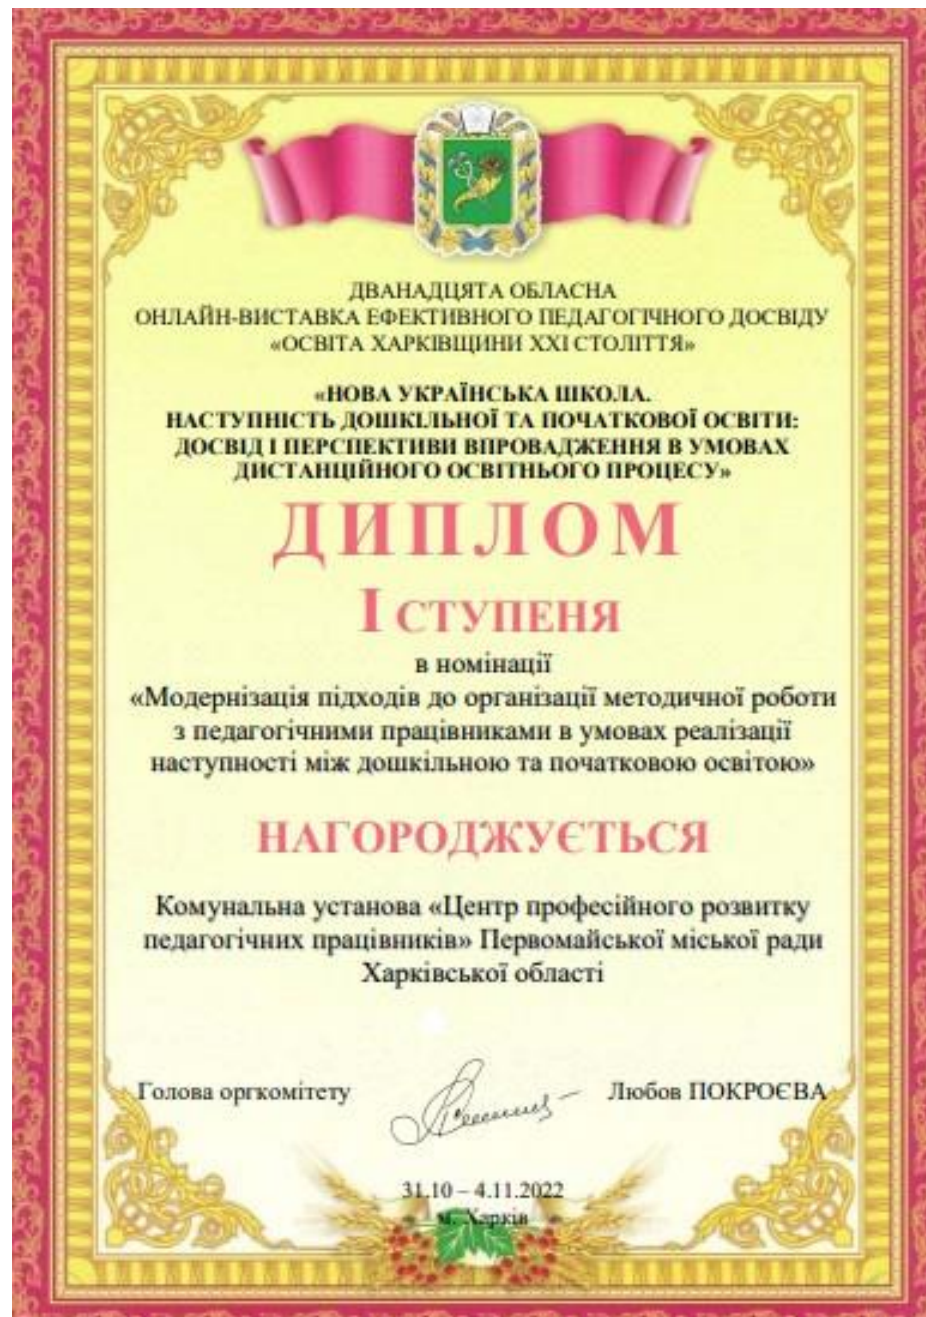 ДВАНАДЦЯТА ОБЛАСНА
ОНЛАЙН-ВИСТАВКА ЕФЕКТИВНОГО ПЕДАГОГІЧНОГО ДОСВІДУ
«ОСВІТА ХАРКІВЩИНИ ХХІ СТОЛІТТЯ»
«НОВА УКРАЇНСЬКА ШКОЛА.
НАСТУПНІСТЬ ДОШКІЛЬНОЇ ТА ПОЧАТКОВОЇ ОСВІТИ:
ДОСВІД І ПЕРСПЕКТИВИ ВПРОВАДЖЕННЯ В УМОВАХ
ДИСТАНЦІЙНОГО ОСВІТНЬОГО ПРОЦЕСУ»
ДИПЛОМ
І СТУПЕНЯ
в номінації
«Модернізація підходів до організації методичної роботи
з педагогічними працівниками в умовах реалізації
наступності між дошкільною та початковою освітою»
НАГОРОДЖУЄТЬСЯ
Комунальна установа «Центр професійного розвитку
педагогічних працівників» Первомайської міської ради
Харківської області
Голова оргкомітету Любов ПОКРОЄВА
31.10 – 4.11.2022
м. Харків